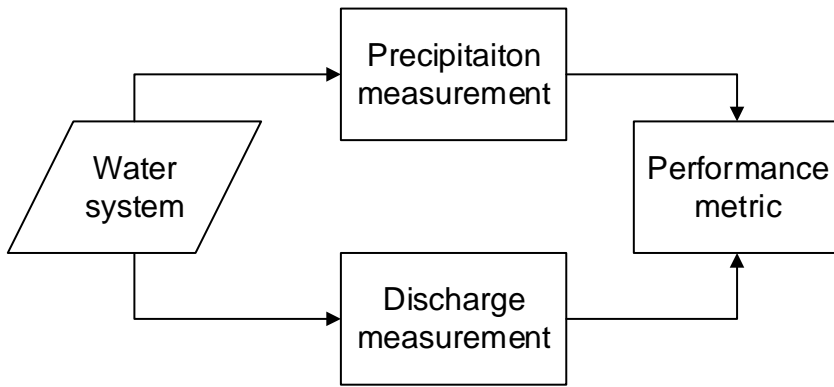 Precipitaiton
measurement
Water
system
Performance
metric
Discharge
measurement